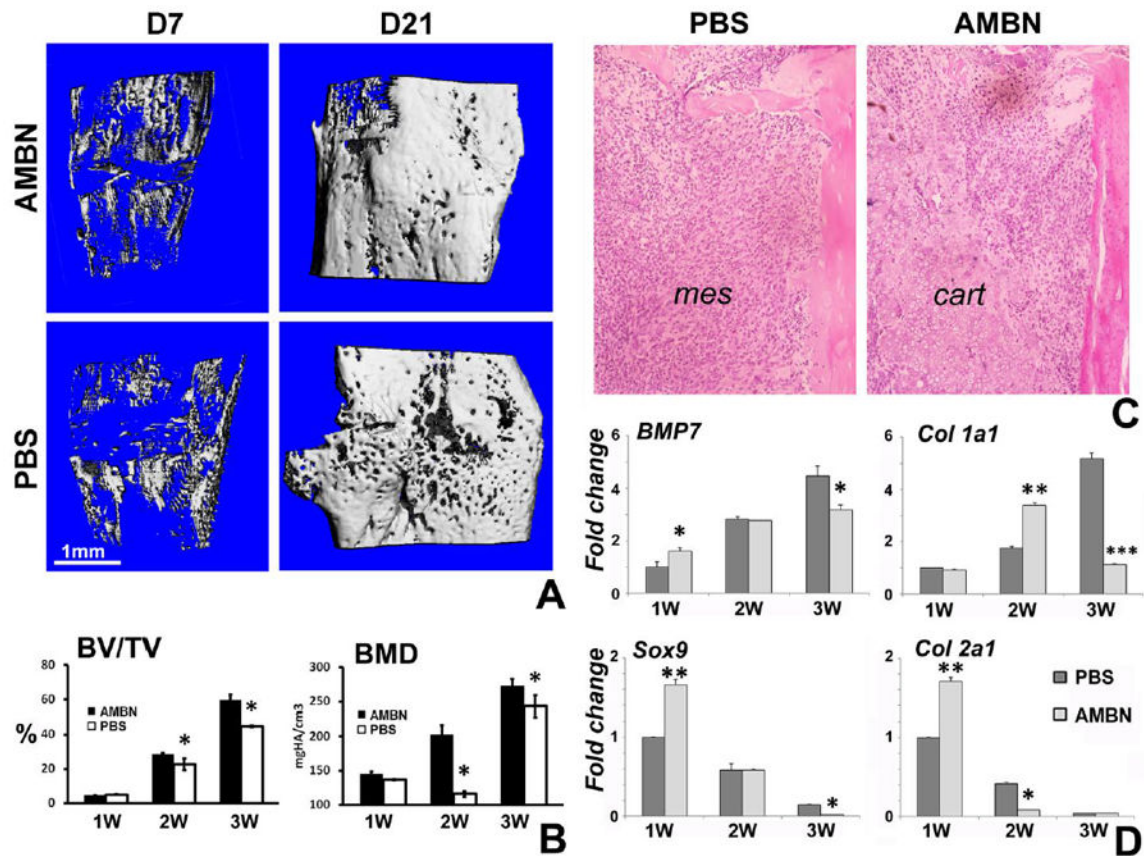 D7 D21
AMBN
PBS
1mm
A
BV/TV
%
80
60
40
20
0
AMBN
PBS
*
*
1W 2W 3W
BMD
mgHA/cm3
300
250
200
150
100
AMBN
PBS
*
*
1W 2W 3W
B
PBS AMBN
mes
cart
C
BMP7
Fold change
6
4
2
0
*
*
1W 2W 3W
Col 1a1
6
4
2
0
**
***
1W 2W 3W
Sox9
Fold change
2
1
0
**
*
1W 2W 3W
Col 2a1
2
1
0
**
*
PBS
AMBN
1W 2W 3W
D